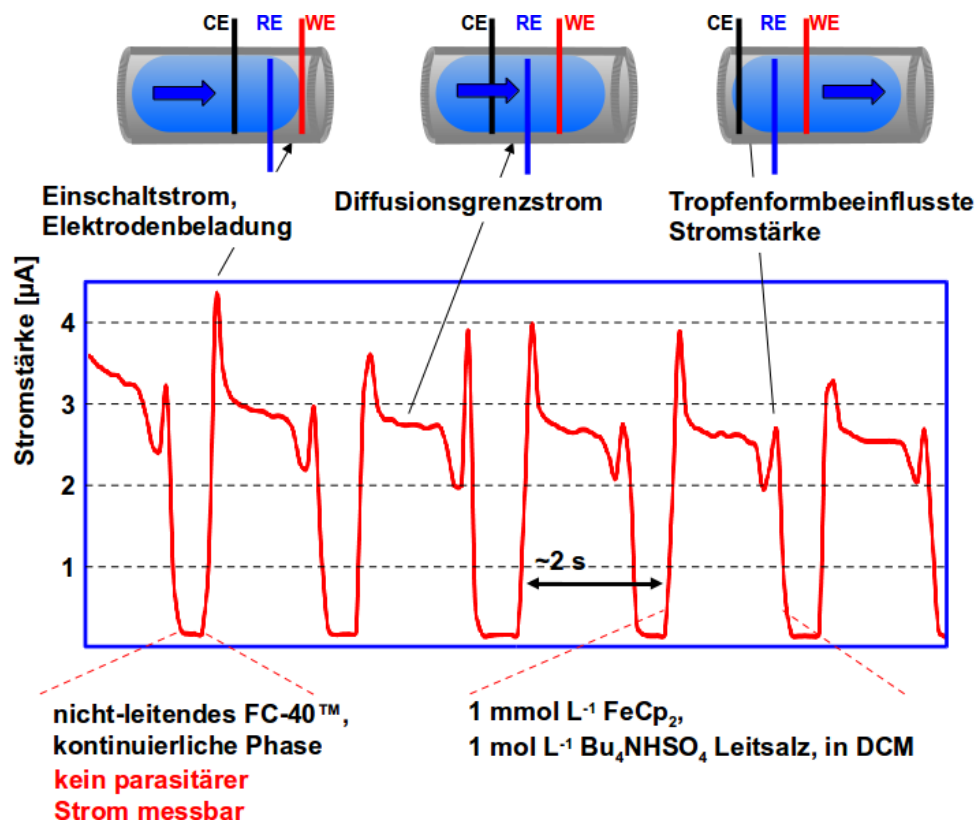 CE RE WE
CE RE WE
CE RE WE
Einschaltstrom,
Elektrodenbeladung
Diffusionsgrenzstrom
Tropfenformbeeinflusste
Stromstärke
Stromstärke [µA]
4
3
2
1
~2 s
nicht-leitendes FC-40™,
kontinuierliche Phase
kein parasitärer
Strom messbar
1 mmol L⁻¹ FeCp₂,
1 mol L⁻¹ Bu₄NHSO₄ Leitsalz, in DCM